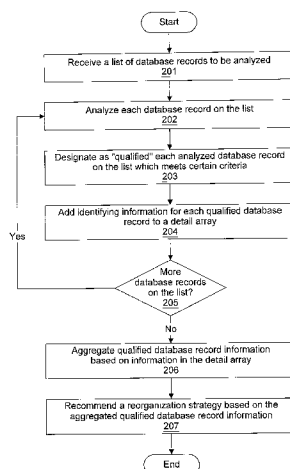 Start
Receive a list of database records to be analyzed
201
Analyze each database record on the list
202
Designate as "qualified" each analyzed database record
on the list which meets certain criteria
203
Add identifying information for each qualified database
record to a detail array
204
Yes
More
database records
on the list?
205
No
Aggregate qualified database record information
based on information in the detail array
206
Recommend a reorganization strategy based on the
aggregated qualified database record information
207
End